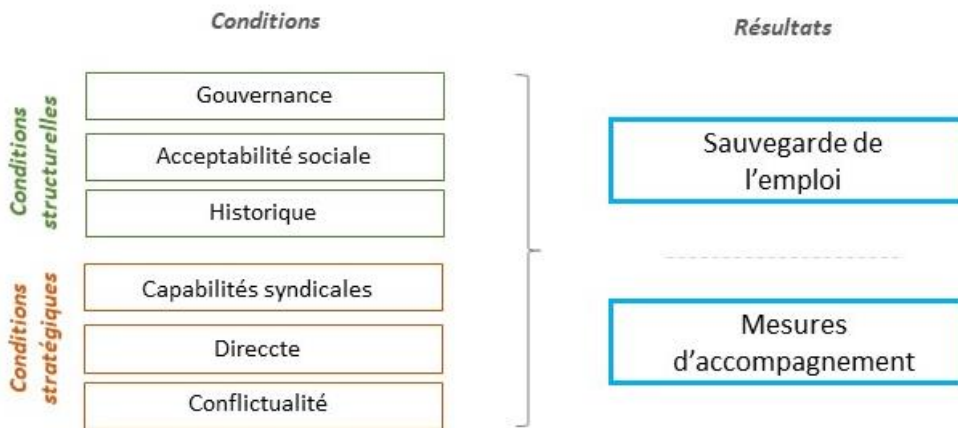 Conditions
Résultats
Conditions
structurelles
Gouvernance
Acceptabilité sociale
Historique
Conditions
stratégiques
Capabilités syndicales
Direccte
Conflictualité
Sauvegarde de
l'emploi
Mesures
d'accompagnement